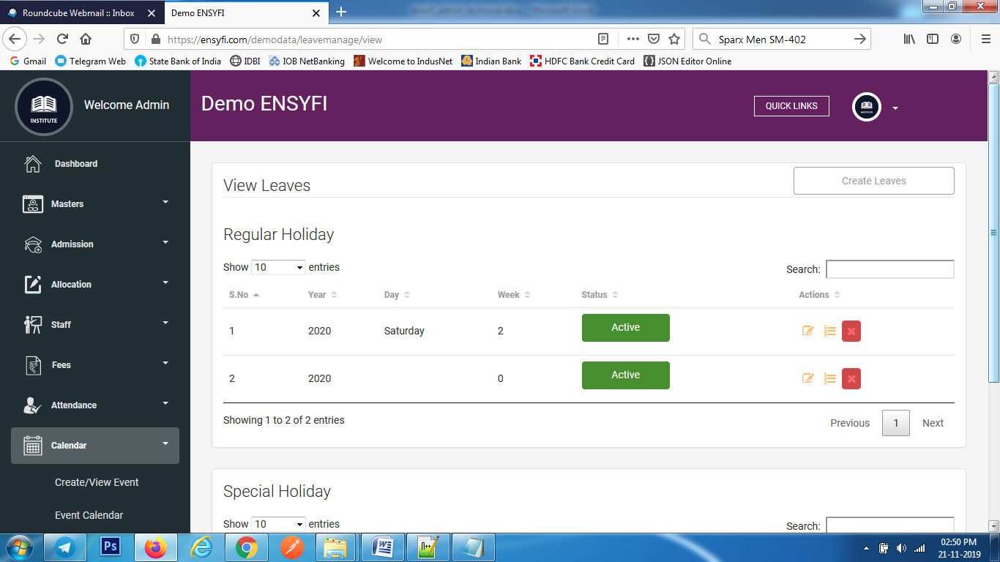 Roundcube Webmail :: Inbox
Demo ENSYFI
https://ensyfi.com/demodata/leavemanage/view
Sparx Men SM-402
Gmail
Telegram Web
State Bank of India
IDBI
IOB NetBanking
Welcome to IndusNet
Indian Bank
HDFC Bank Credit Card
JSON Editor Online
INSTITUTE
Welcome Admin
Demo ENSYFI
QUICK LINKS
Dashboard
Masters
Admission
Allocation
Staff
Fees
Attendance
Calendar
Create/View Event
Event Calendar
View Leaves
Create Leaves
Regular Holiday
Show 10 entries
Search:
S.No Year Day Week Status Actions
1 2020 Saturday 2 Active
2 2020 0 Active
Showing 1 to 2 of 2 entries
Previous 1 Next
Special Holiday
Show 10 entries
Search:
Ps
02:50 PM
21-11-2019